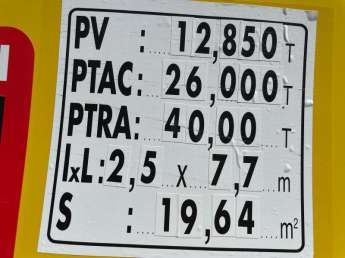 PV : 12,850 T
PTAC: 26,000 T
PTRA: 40,00 T
lxL: 2,5 x 7,7 m
S : 19,64 m²